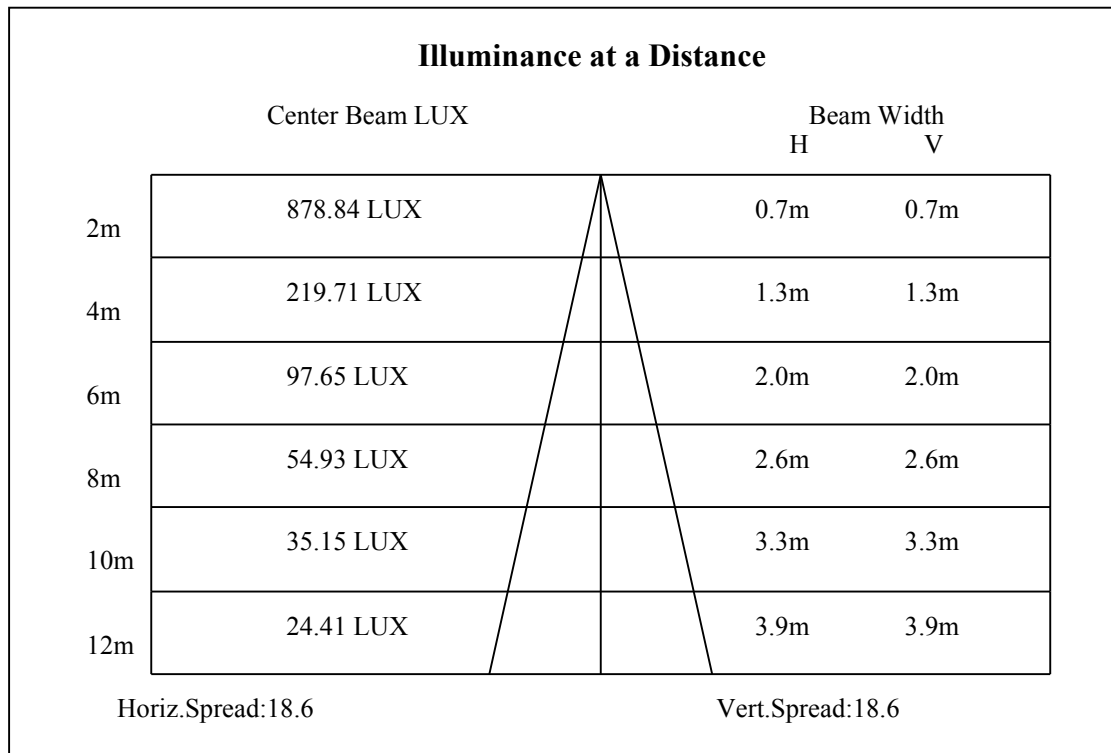 Illuminance at a Distance
Center Beam LUX Beam Width
H V
2m 878.84 LUX 0.7m 0.7m
4m 219.71 LUX 1.3m 1.3m
6m 97.65 LUX 2.0m 2.0m
8m 54.93 LUX 2.6m 2.6m
10m 35.15 LUX 3.3m 3.3m
12m 24.41 LUX 3.9m 3.9m
Horiz.Spread:18.6 Vert.Spread:18.6